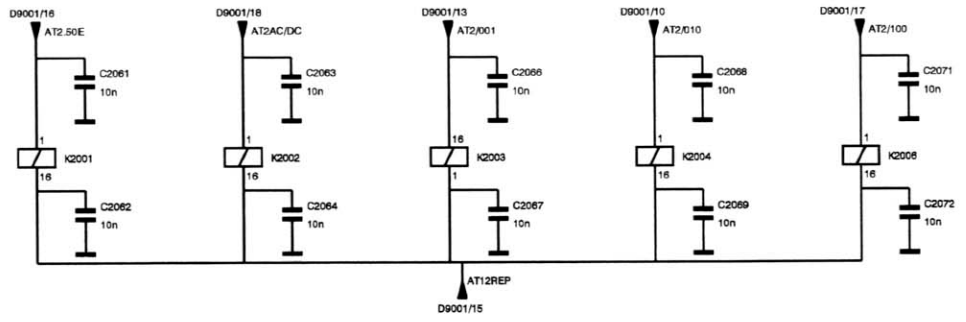 D9001/16 D9001/18 D9001/13 D9001/10 D9001/17
AT2.50E AT2AC/DC AT2/001 AT2/010 AT2/100
C2061 C2063 C2066 C2068 C2071
10n 10n 10n 10n 10n
1 1 16 1 1
K2001 K2002 K2003 K2004 K2006
16 16 1 16 16
C2062 C2064 C2067 C2069 C2072
10n 10n 10n 10n 10n
AT12REP
D9001/15